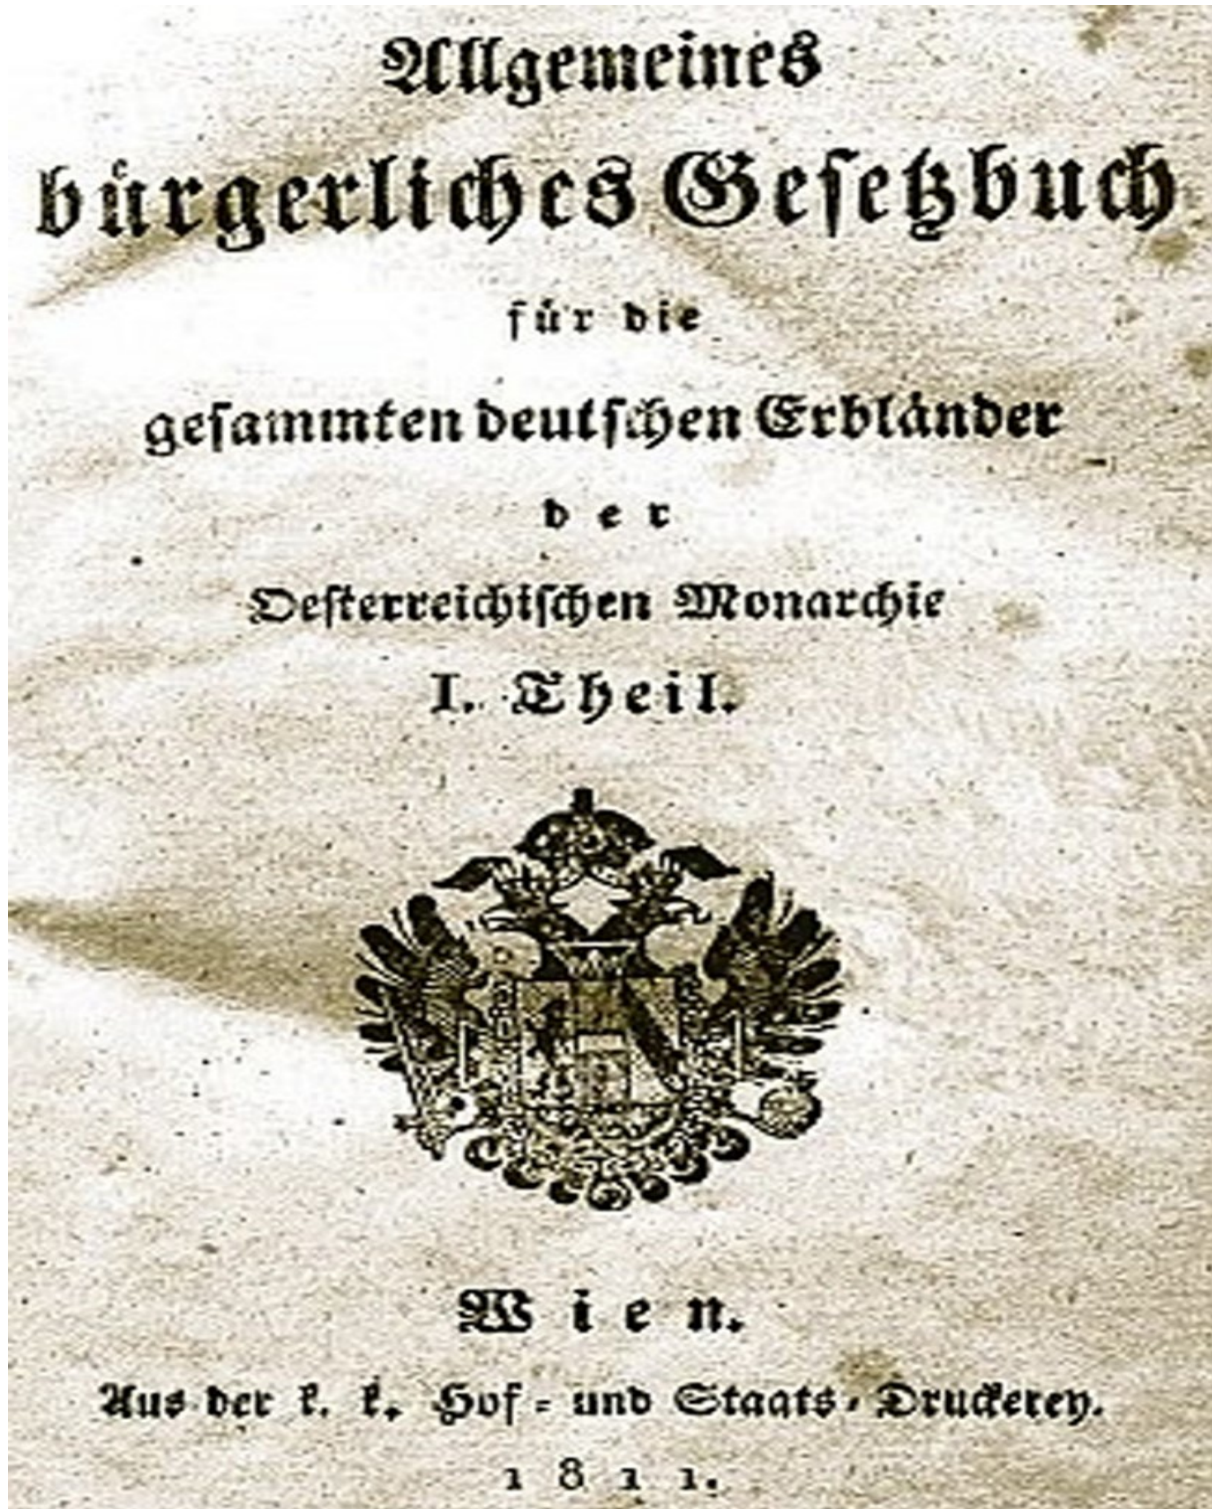 Allgemeines
bürgerliches Gesetzbuch
für die
gesammten deutschen Erbländer
der
Oesterreichischen Monarchie
I. Theil.
Wien.
Aus der k. k. Hof- und Staats-Druckerey.
1811.